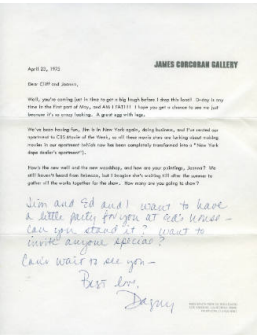 JAMES CORCORAN GALLERY
April 22, 1975
Dear Cliff and Joanna,
Well, you're coming just in time to get a big laugh before I drop this load! Daisy is any
time in the first part of May, and AM I FAT!!! I hope you get a chance to see me just
because it's so crazy looking. A great egg with legs.
We've been having fun, Jim is in New York again, doing business, and I've rented our
apartment to CBS Movie of the Week, so all these movie stars are lurking about making
movies in our apartment (which now has been completely transformed into a "New York
dope dealer's apartment").
How's the new well and the new woodshop, and how are your paintings, Joanna? We
still haven't heard from but I imagine she's waiting till after the summer to
gather all the works together for the show. How many are you going to show?
Jim and Ed and I want to have
a little party for you at Ed's house -
can you stand it? Want to
invite anyone special?
Can't wait to see you -
Best love,
Dagny